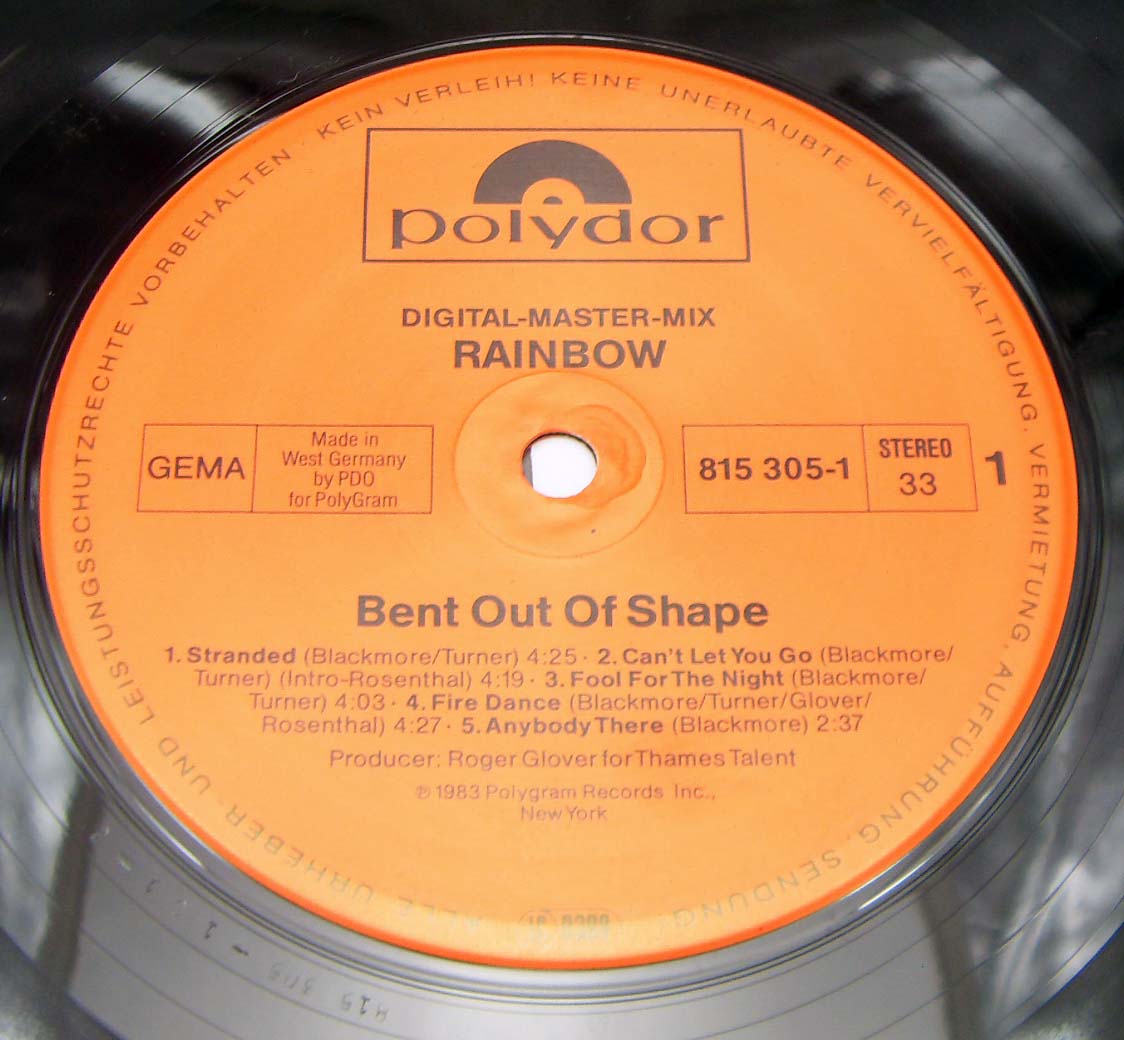 ALLE URHEBER UND LEISTUNGSSCHUTZRECHTE VORBEHALTEN KEIN VERLEIH! KEINE UNERLAUBTE VERVIELFÄLTIGUNG, VERMIETUNG, AUFFÜHRUNG, SENDUNG
polydor
DIGITAL-MASTER-MIX
RAINBOW
GEMA
Made in
West Germany
by PDO
for PolyGram
815 305-1
STEREO
33
1
Bent Out Of Shape
1. Stranded (Blackmore/Turner) 4:25 · 2. Can't Let You Go (Blackmore/
Turner) (Intro-Rosenthal) 4:19 · 3. Fool For The Night (Blackmore/
Turner) 4:03 · 4. Fire Dance (Blackmore/Turner/Glover/
Rosenthal) 4:27 · 5. Anybody There (Blackmore) 2:37
Producer: Roger Glover for Thames Talent
℗ 1983 Polygram Records Inc.,
New York